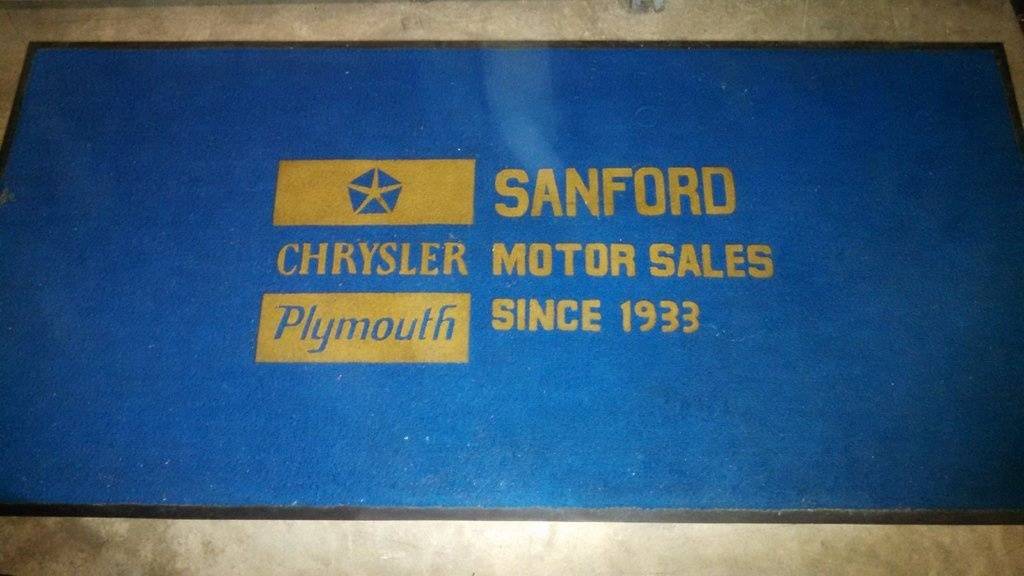 SANFORD
CHRYSLER MOTOR SALES
Plymouth SINCE 1933